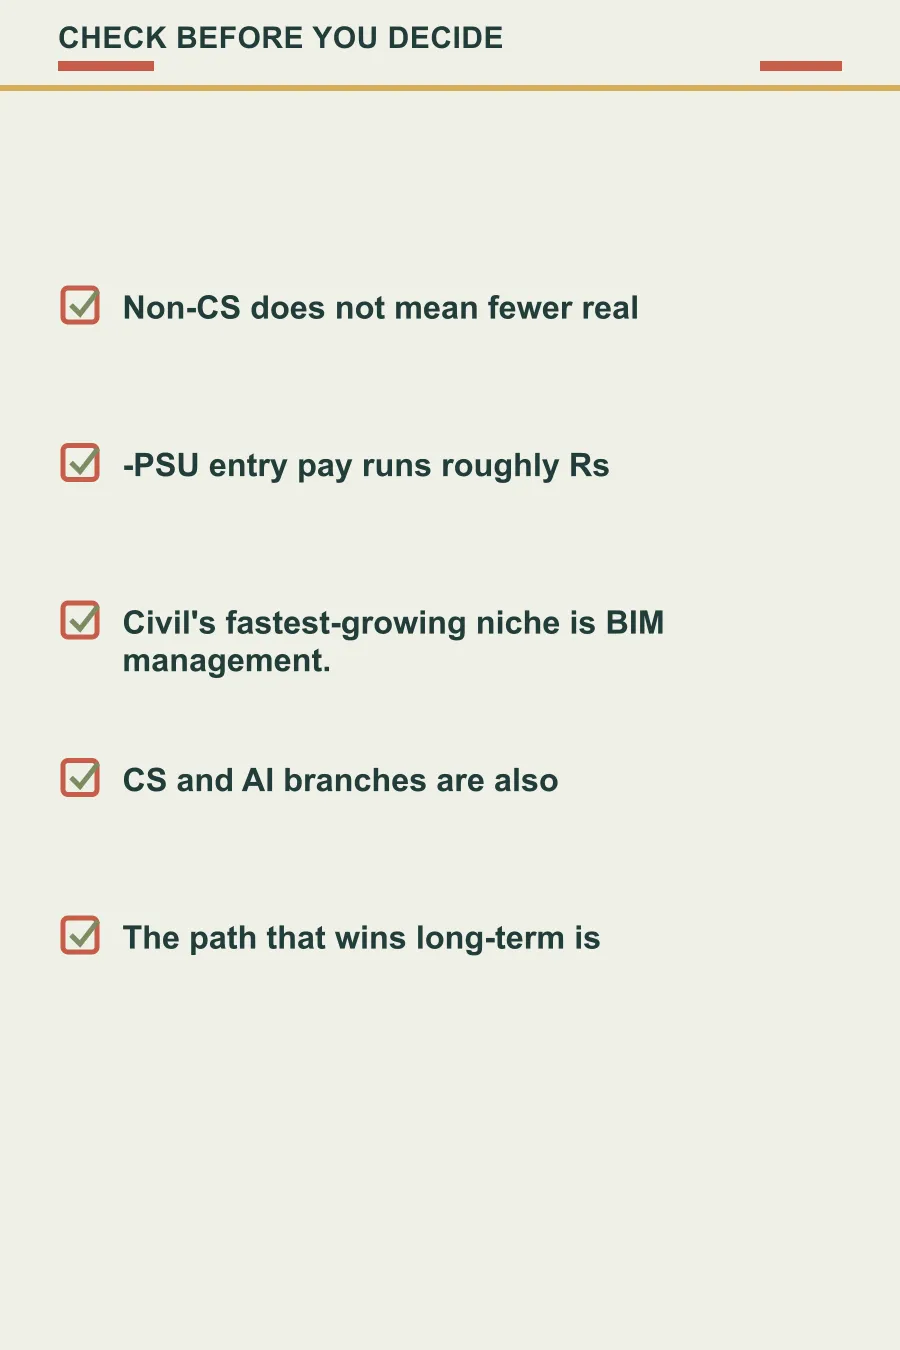 CHECK BEFORE YOU DECIDE
Non-CS does not mean fewer real
-PSU entry pay runs roughly Rs
Civil's fastest-growing niche is BIM
management.
CS and AI branches are also
The path that wins long-term is